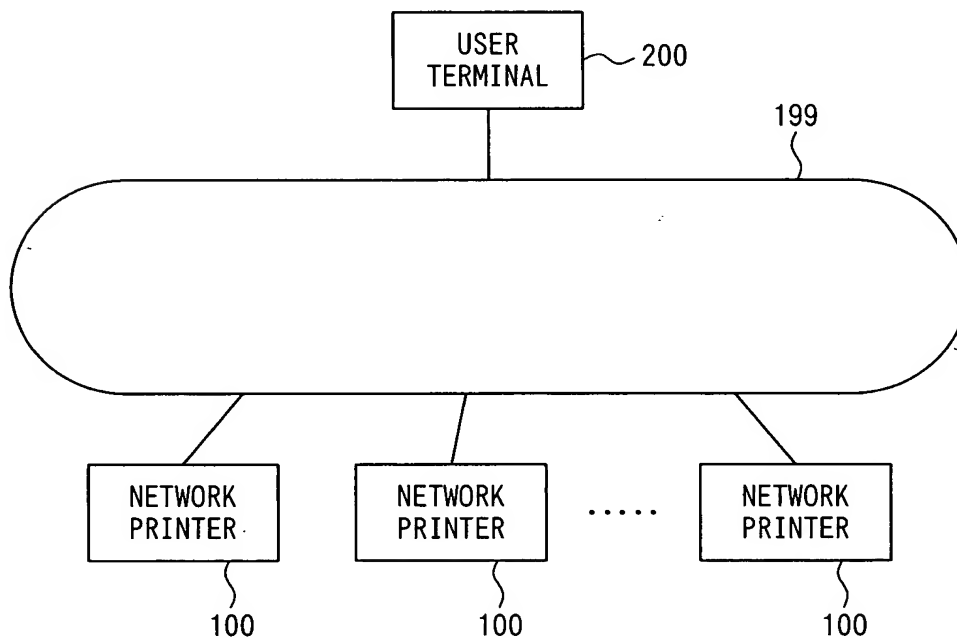 USER
TERMINAL
200
199
NETWORK
PRINTER
NETWORK
PRINTER
.....
NETWORK
PRINTER
100
100
100